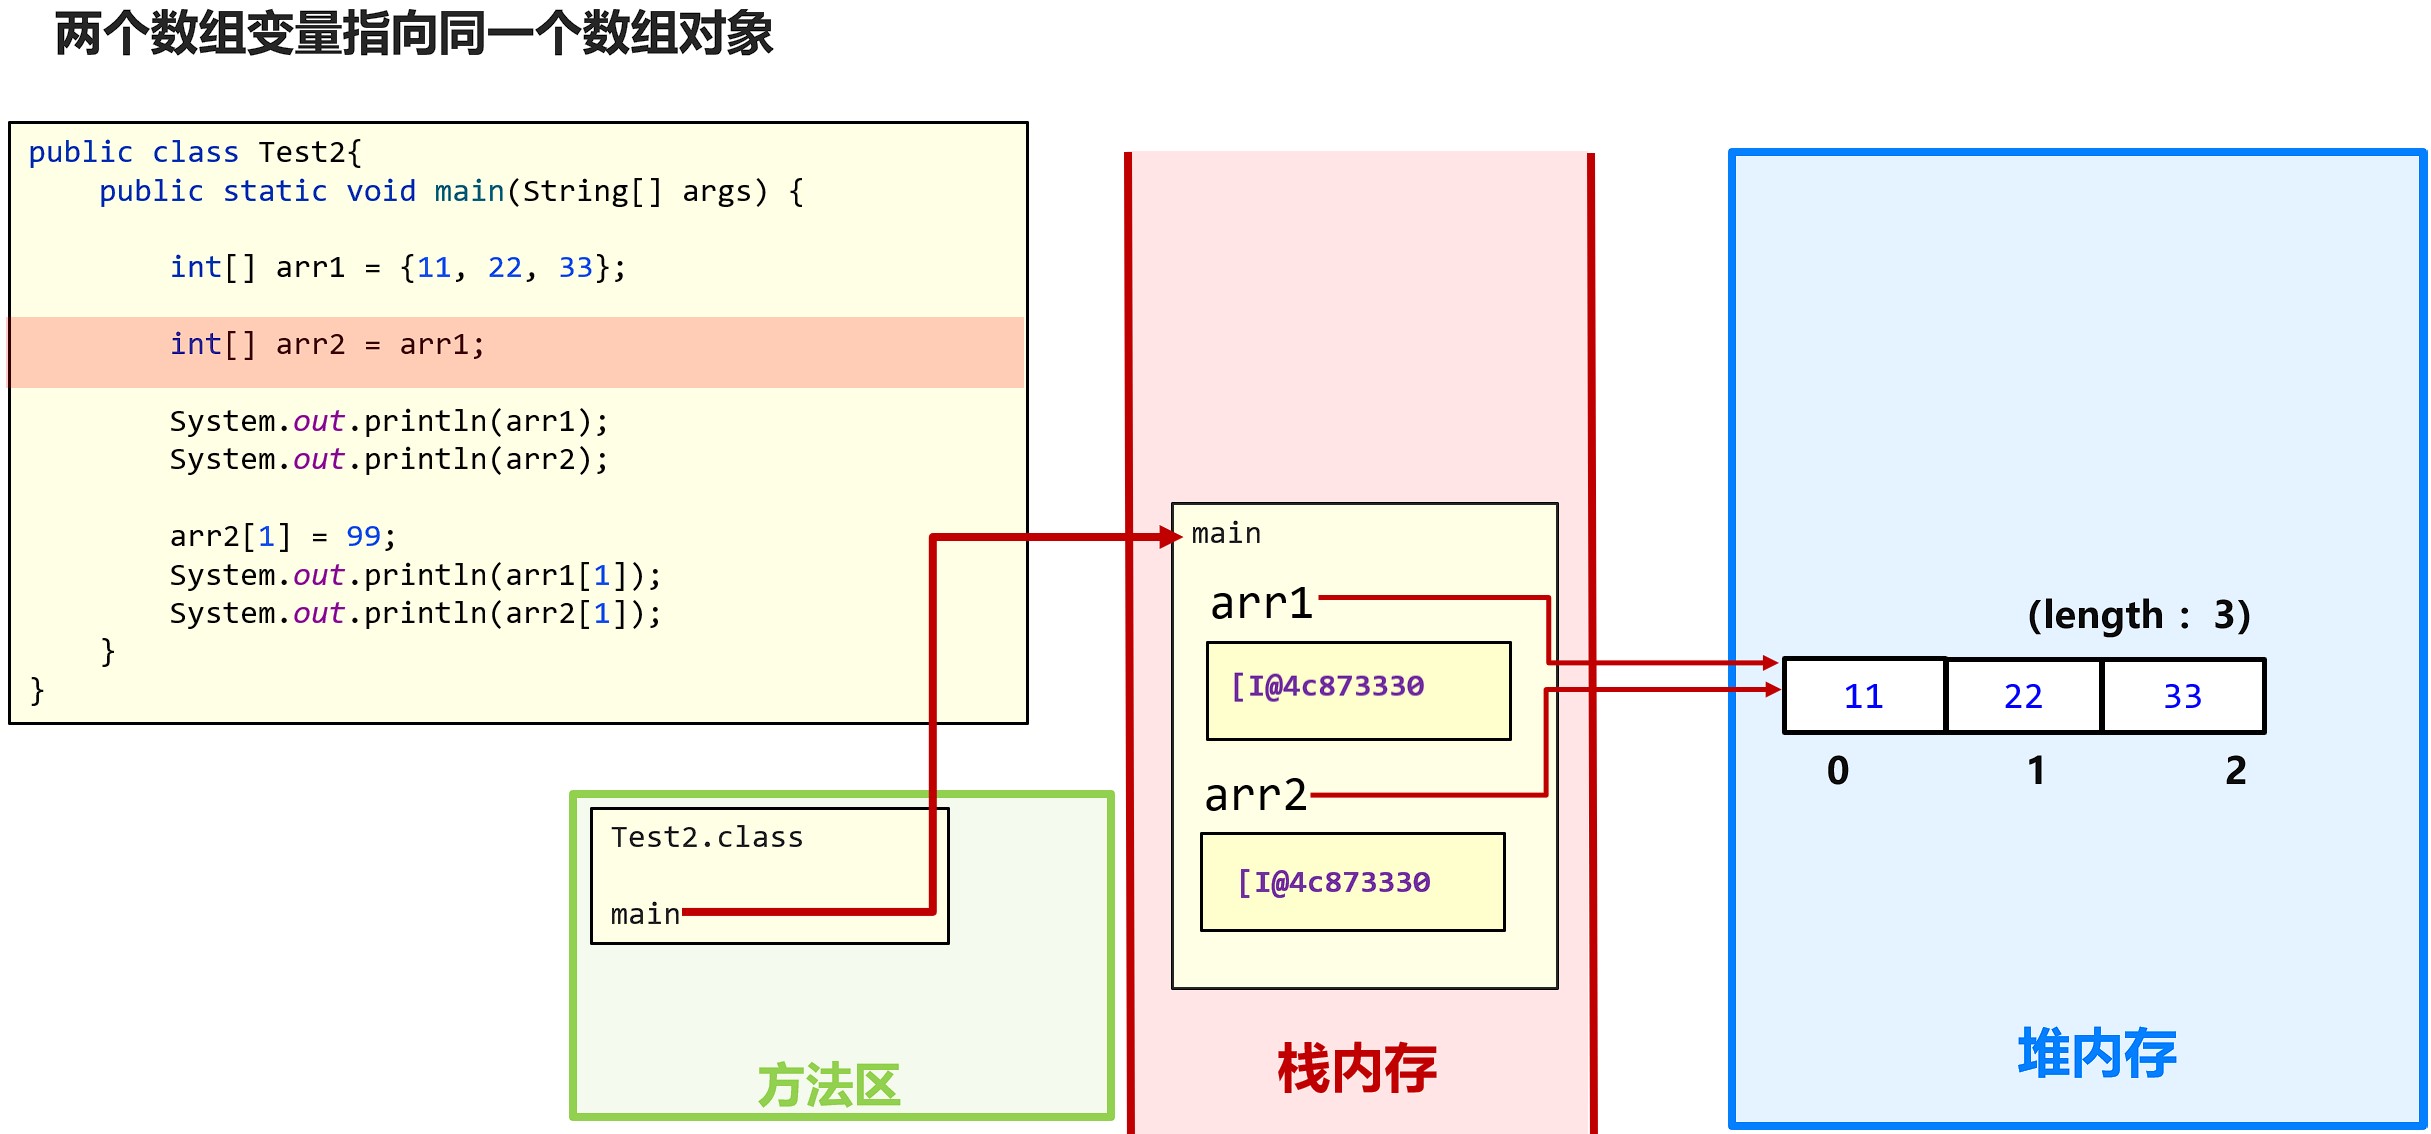 两个数组变量指向同一个数组对象
public class Test2{
public static void main(String[] args) {
int[] arr1 = {11, 22, 33};
int[] arr2 = arr1;
System.out.println(arr1);
System.out.println(arr2);
arr2[1] = 99;
System.out.println(arr1[1]);
System.out.println(arr2[1]);
}
}
Test2.class
main
方法区
main
arr1
[I@4c873330
arr2
[I@4c873330
栈内存
(length : 3)
11 22 33
0 1 2
堆内存